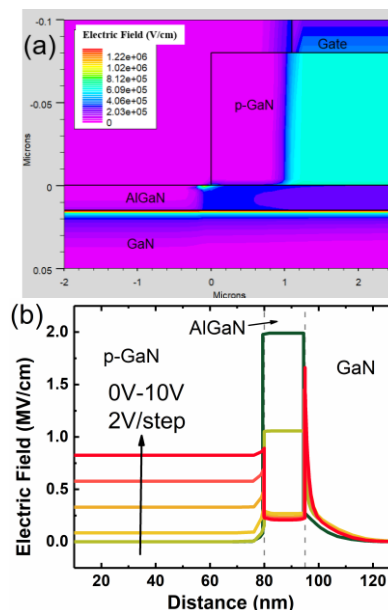 (a)
Electric Field (V/cm)
1.22e+06
1.02e+06
8.12e+05
6.09e+05
4.06e+05
2.03e+05
0
Gate
p-GaN
AlGaN
GaN
-0.1
-0.05
0
0.05
Microns
-2
-1
0
1
2
Microns
(b)
AlGaN
p-GaN
GaN
0V-10V
2V/step
Electric Field (MV/cm)
2.0
1.5
1.0
0.5
0.0
20
40
60
80
100
120
Distance (nm)